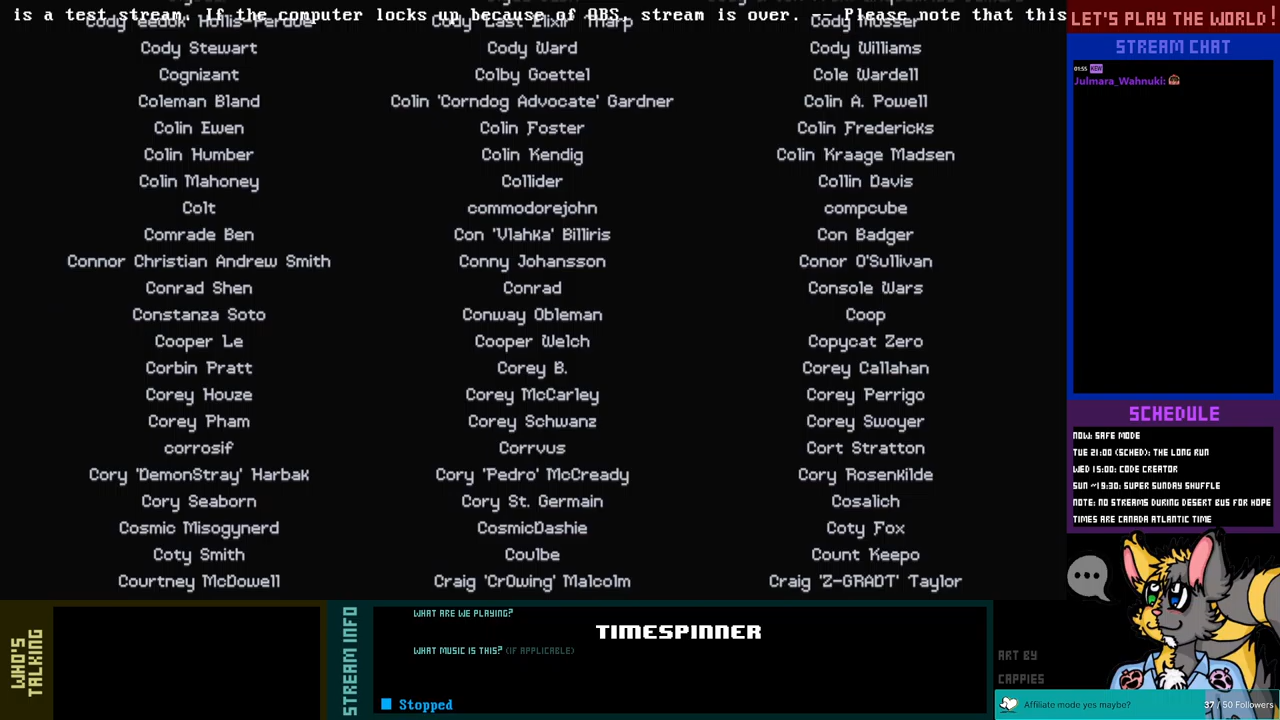 is a test stream. If the computer locks up because of OBS, stream is over. -- Please note that this
Cody Stewart Cody Ward Cody Williams
Cognizant Colby Goettel Cole Wardell
Coleman Bland Colin 'Corndog Advocate' Gardner Colin A. Powell
Colin Ewen Colin Foster Colin Fredericks
Colin Humber Colin Kendig Colin Kraage Madsen
Colin Mahoney Collider Collin Davis
Colt commodorejohn compcube
Comrade Ben Con 'Vlahka' Billiris Con Badger
Connor Christian Andrew Smith Conny Johansson Conor O'Sullivan
Conrad Shen Conrad Console Wars
Constanza Soto Conway Obleman Coop
Cooper Le Cooper Welch Copycat Zero
Corbin Pratt Corey B. Corey Callahan
Corey Houze Corey McCarley Corey Perrigo
Corey Pham Corey Schwanz Corey Swoyer
corrosif Corrvus Cort Stratton
Cory 'DemonStray' Harbak Cory 'Pedro' McCready Cory Rosenkilde
Cory Seaborn Cory St. Germain Cosalich
Cosmic Misogynerd CosmicDashie Coty Fox
Coty Smith Coulbe Count Keepo
Courtney McDowell Craig 'Cr0wing' Malcolm Craig 'Z-GRADT' Taylor
LET'S PLAY THE WORLD!
STREAM CHAT
01:55 NEW
Julmara_Wahnuki:
SCHEDULE
NOW: SAFE MODE
TUE 21:00 (SCHED): THE LONG RUN
WED 15:00: CODE CREATOR
SUN ~19:30: SUPER SUNDAY SHUFFLE
NOTE: NO STREAMS DURING DESERT BUS FOR HOPE
TIMES ARE CANADA ATLANTIC TIME
WHO'S
TALKING
STREAM INFO
WHAT ARE WE PLAYING?
TIMESPINNER
WHAT MUSIC IS THIS? (IF APPLICABLE)
Stopped
ART BY
CAPPIES
Affiliate mode yes maybe? 37 / 50 Followers